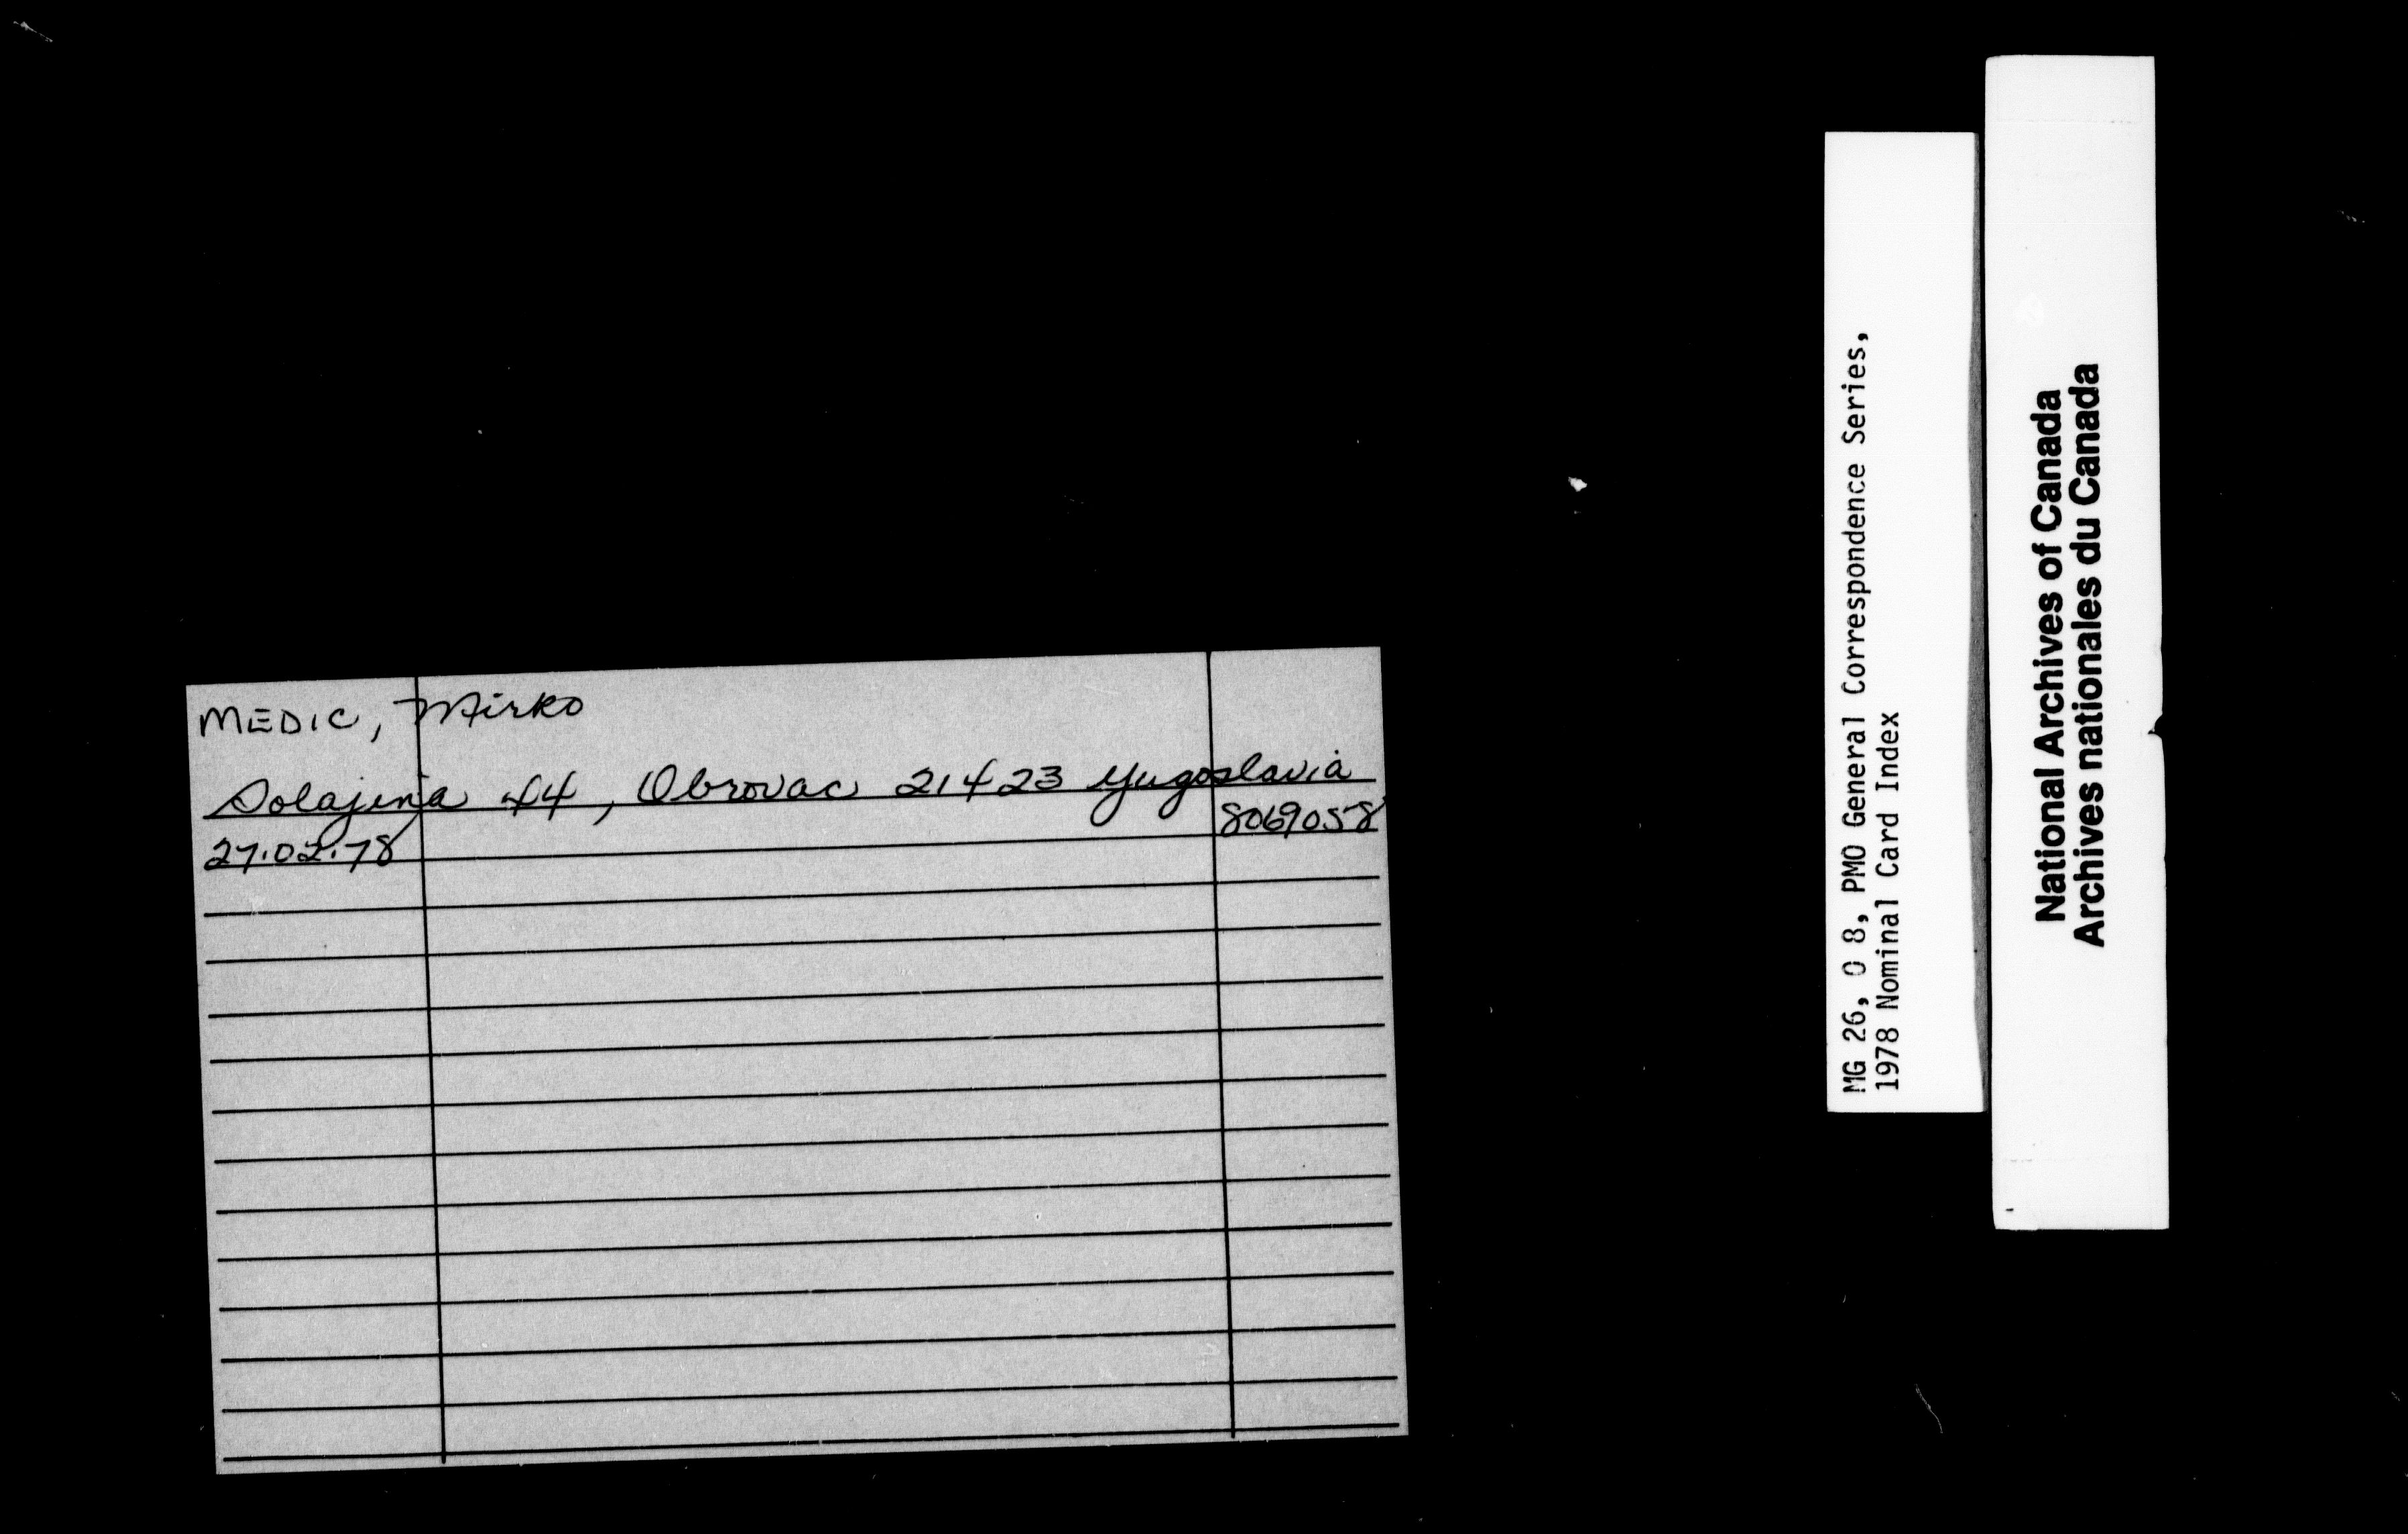 MEDIC, Mirko
Solajina 44, Obrovac 21423 Yugoslavia
27.02.78 8069058
MG 26, O 8, PMO General Correspondence Series,
1978 Nominal Card Index
National Archives of Canada
Archives nationales du Canada